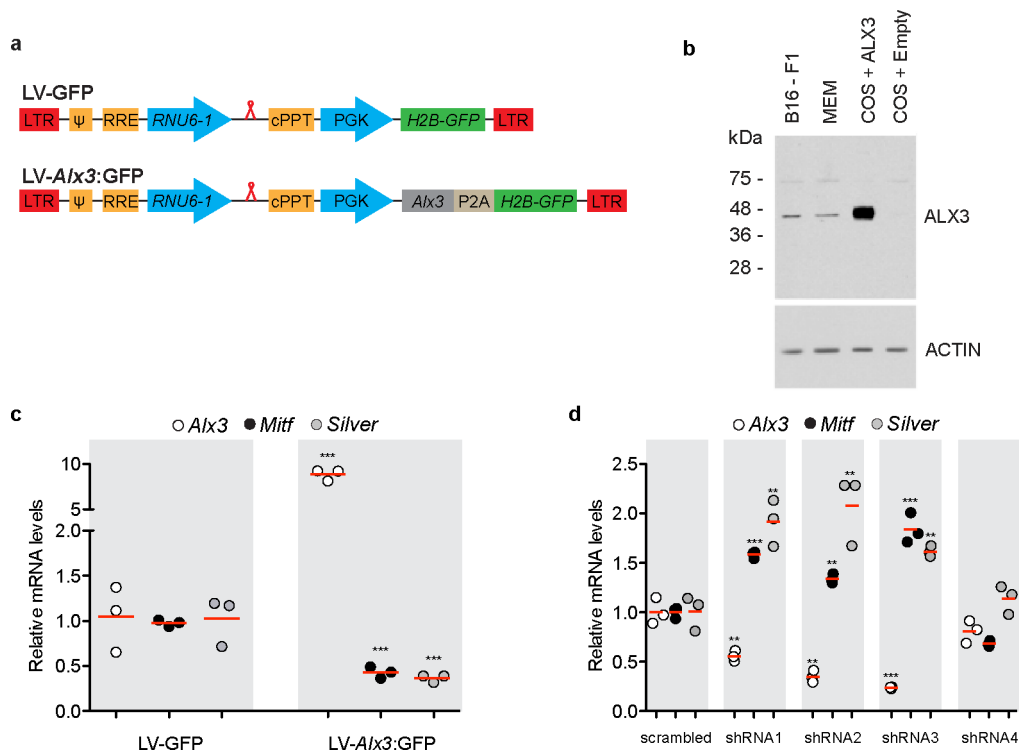 a
LV-GFP
LTR ψ RRE RNU6-1 cPPT PGK H2B-GFP LTR
LV-Alx3:GFP
LTR ψ RRE RNU6-1 cPPT PGK Alx3 P2A H2B-GFP LTR
b
B16 - F1
MEM
COS + ALX3
COS + Empty
kDa
75 -
48 -
36 -
28 -
ALX3
ACTIN
c
Alx3 Mitf Silver
Relative mRNA levels
10
5
2.0
1.5
1.0
0.5
0.0
***
***
***
LV-GFP
LV-Alx3:GFP
d
Alx3 Mitf Silver
Relative mRNA levels
2.5
2.0
1.5
1.0
0.5
0.0
**
***
**
**
**
**
***
***
**
scrambled shRNA1 shRNA2 shRNA3 shRNA4